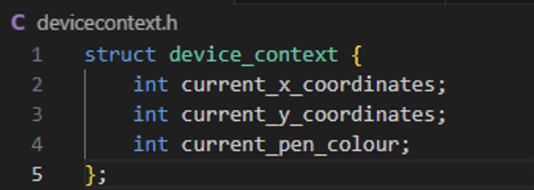 C devicecontext.h
1 struct device_context {
2 int current_x_coordinates;
3 int current_y_coordinates;
4 int current_pen_colour;
5 };